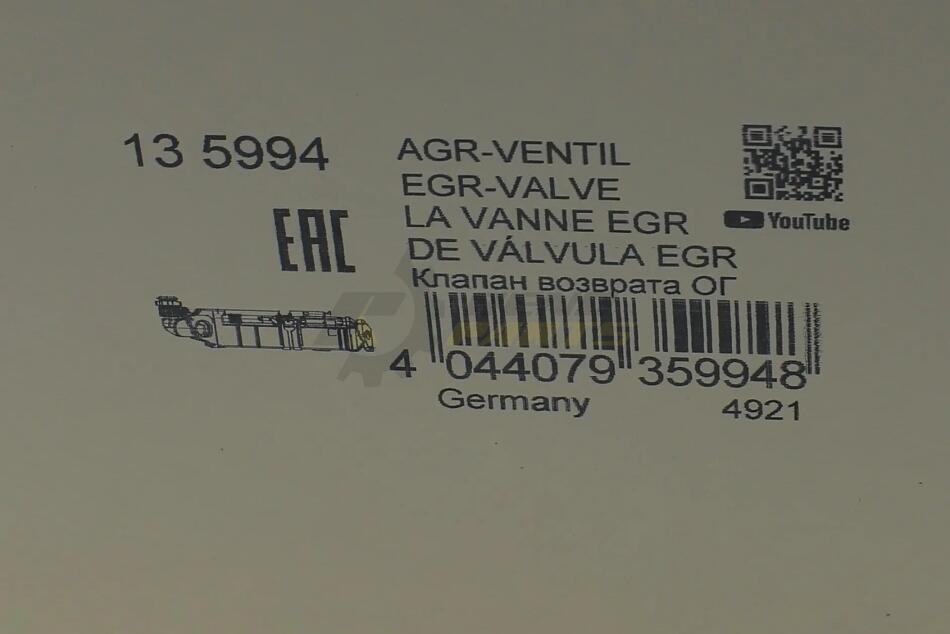 13 5994
AGR-VENTIL
EGR-VALVE
LA VANNE EGR
DE VÁLVULA EGR
Клапан возврата ОГ
EAC
YouTube
4 044079 359948
Germany
4921
PARTS